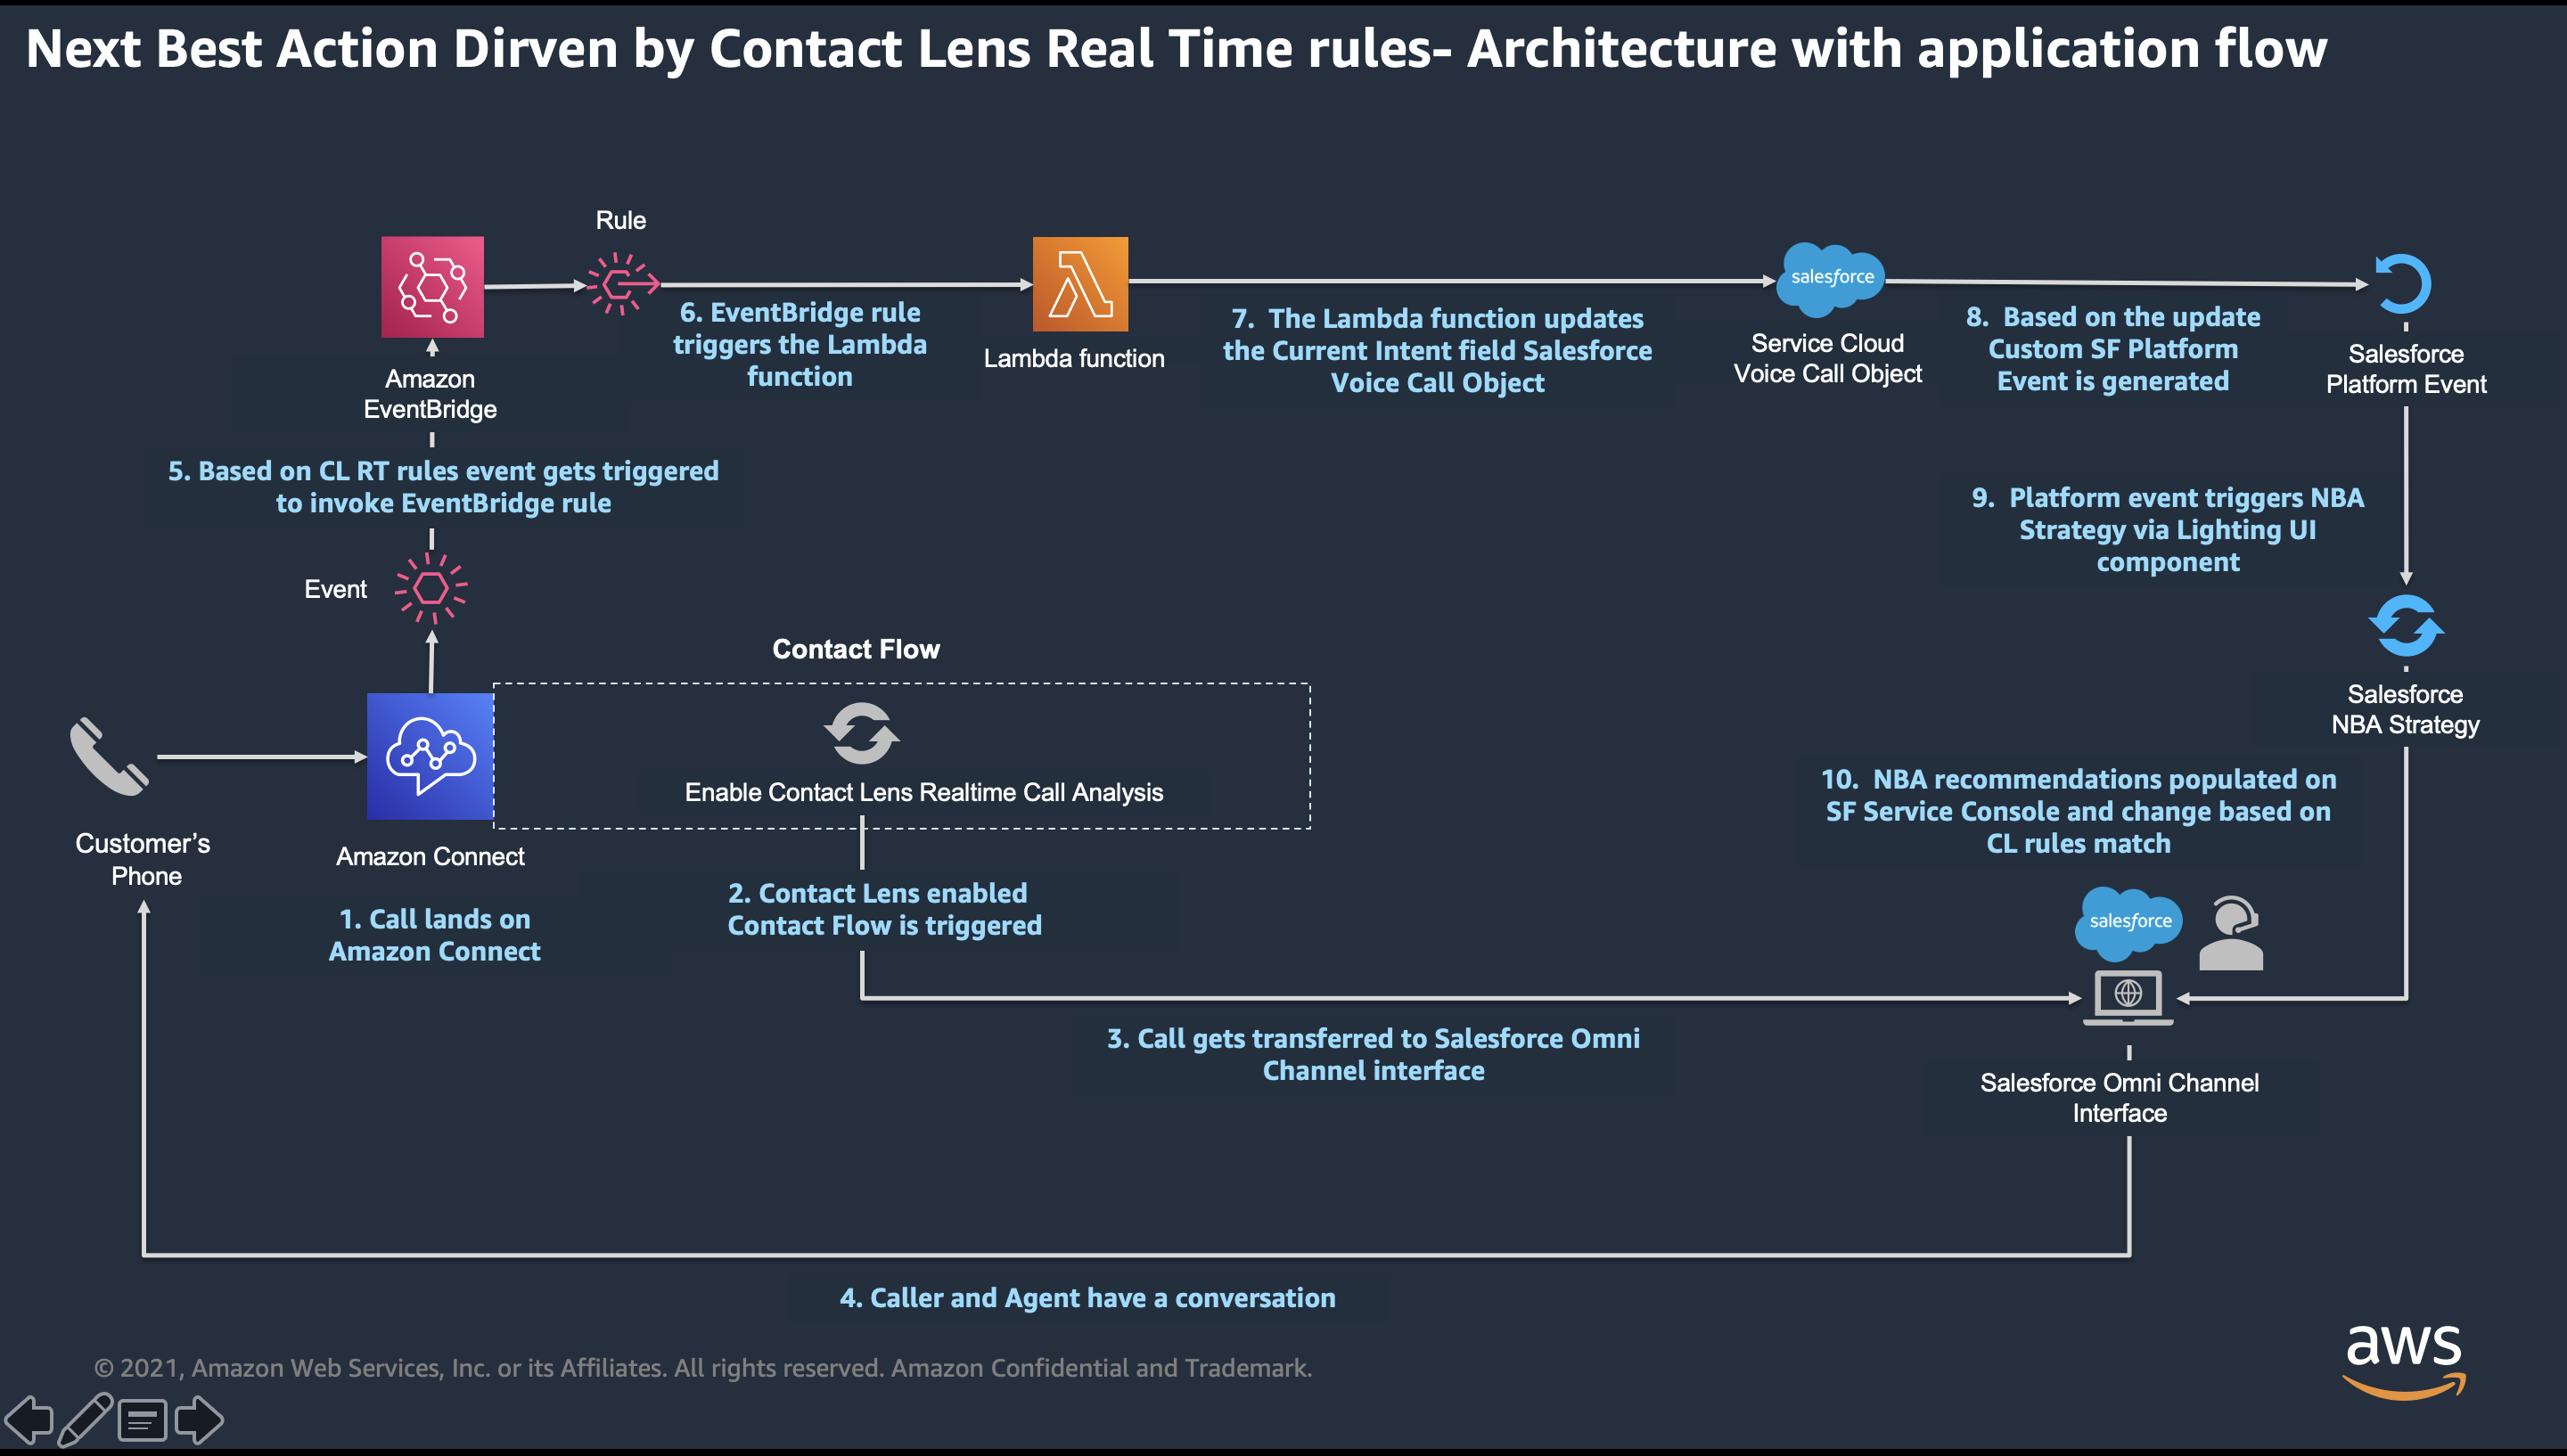 Next Best Action Dirven by Contact Lens Real Time rules- Architecture with application flow
Rule
Amazon
EventBridge
6. EventBridge rule
triggers the Lambda
function
Lambda function
7. The Lambda function updates
the Current Intent field Salesforce
Voice Call Object
salesforce
Service Cloud
Voice Call Object
8. Based on the update
Custom SF Platform
Event is generated
Salesforce
Platform Event
5. Based on CL RT rules event gets triggered
to invoke EventBridge rule
9. Platform event triggers NBA
Strategy via Lighting UI
component
Event
Contact Flow
Enable Contact Lens Realtime Call Analysis
Salesforce
NBA Strategy
Customer’s
Phone
Amazon Connect
10. NBA recommendations populated on
SF Service Console and change based on
CL rules match
1. Call lands on
Amazon Connect
2. Contact Lens enabled
Contact Flow is triggered
salesforce
3. Call gets transferred to Salesforce Omni
Channel interface
Salesforce Omni Channel
Interface
4. Caller and Agent have a conversation
© 2021, Amazon Web Services, Inc. or its Affiliates. All rights reserved. Amazon Confidential and Trademark.
aws